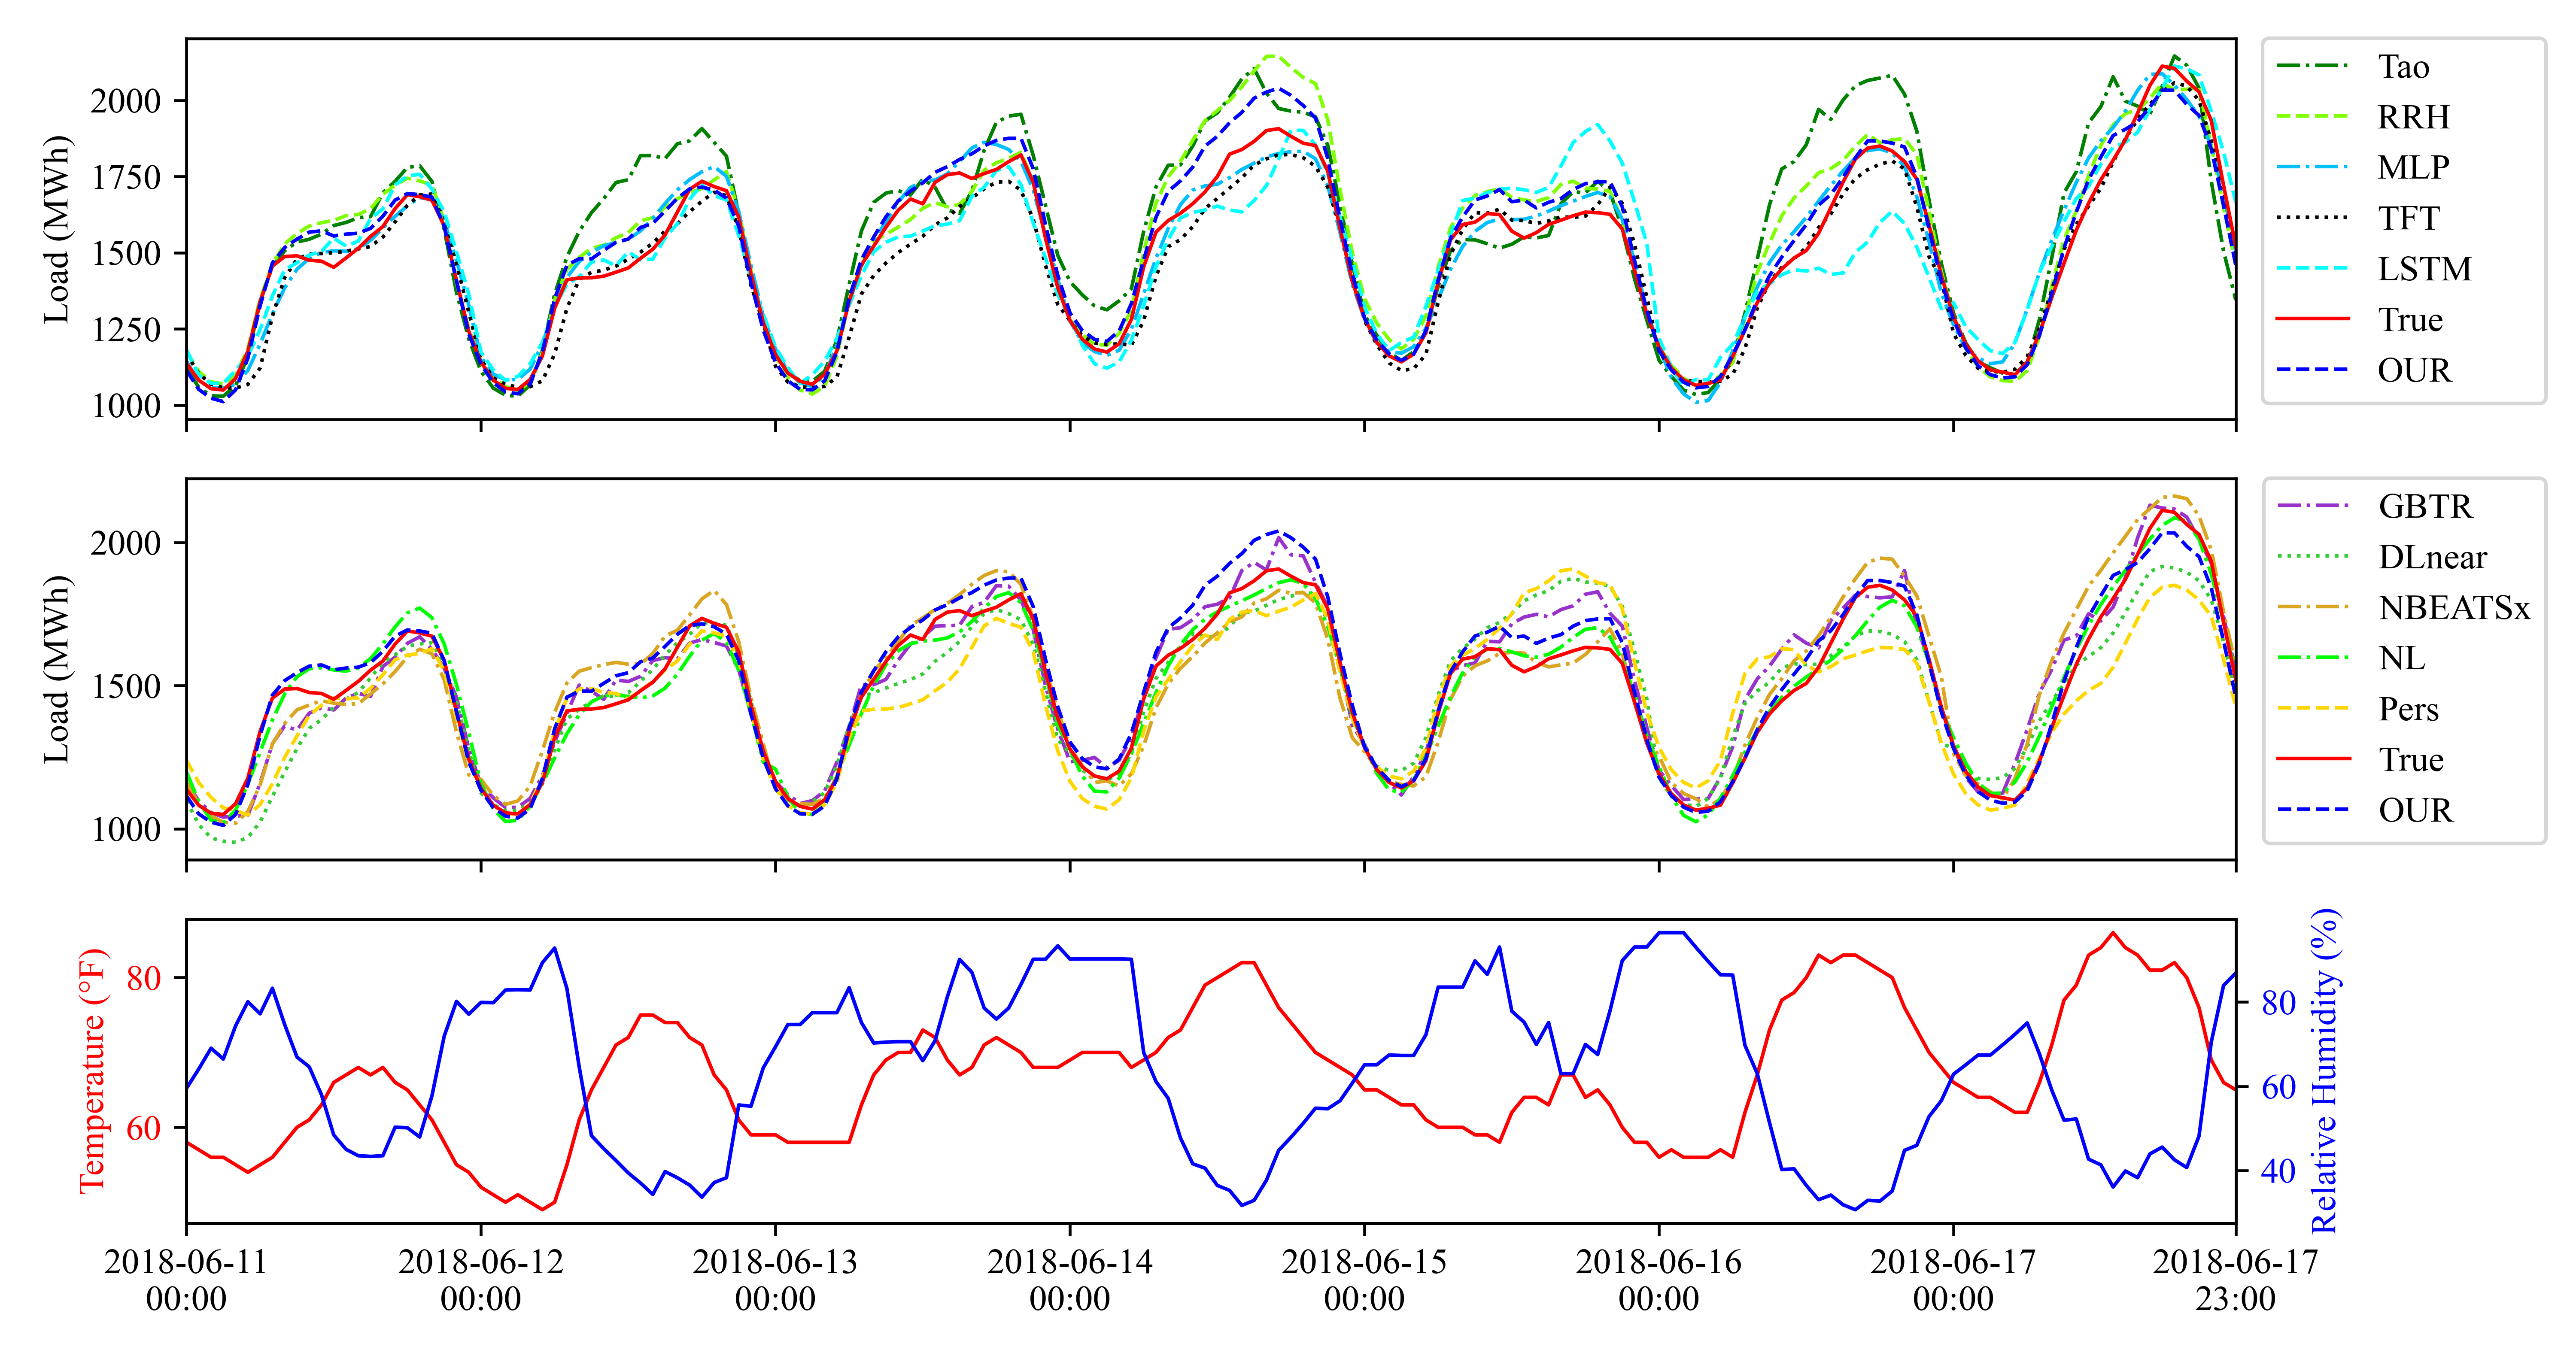 Load (MWh)
2000
1750
1500
1250
1000
Tao
RRH
MLP
TFT
LSTM
True
OUR
Load (MWh)
2000
1500
1000
GBTR
DLnear
NBEATSx
NL
Pers
True
OUR
Temperature (°F)
80
60
80
60
40
Relative Humidity (%)
2018-06-11
00:00
2018-06-12
00:00
2018-06-13
00:00
2018-06-14
00:00
2018-06-15
00:00
2018-06-16
00:00
2018-06-17
00:00
2018-06-17
23:00